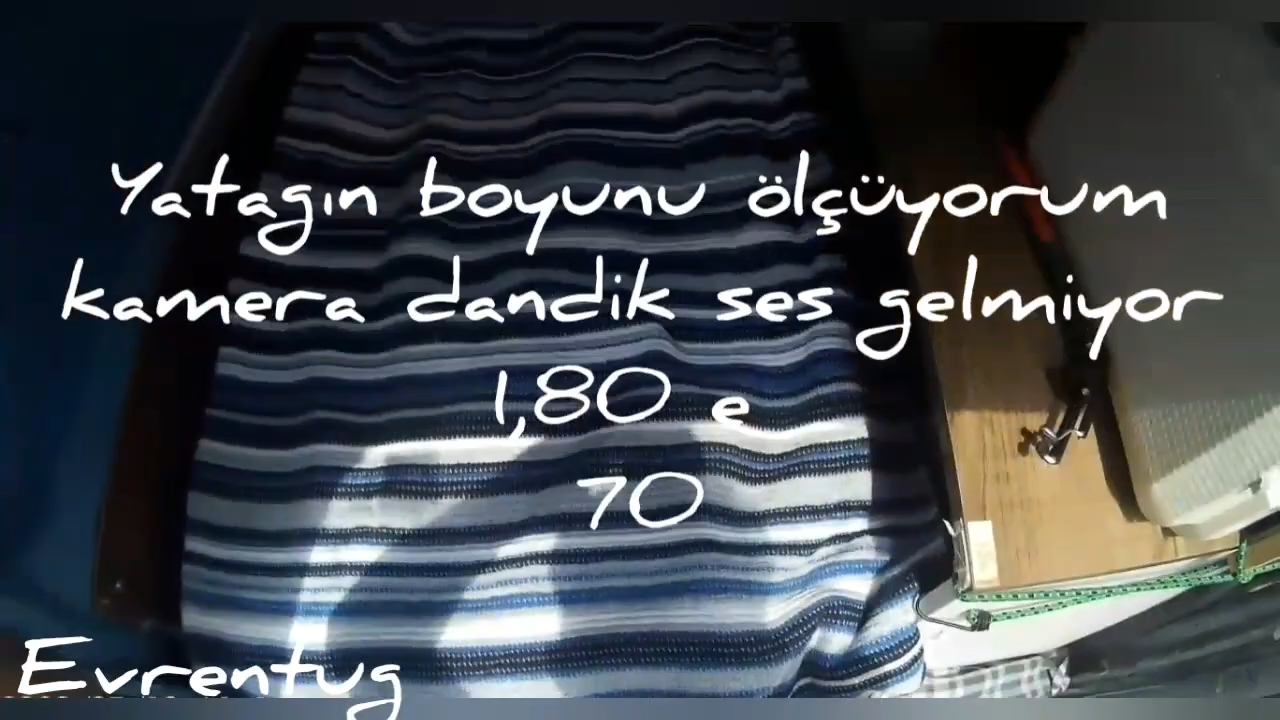 Yatagın boyunu ölçüyorum
kamera dandik ses gelmiyor
1,80 e
70
Evrentug